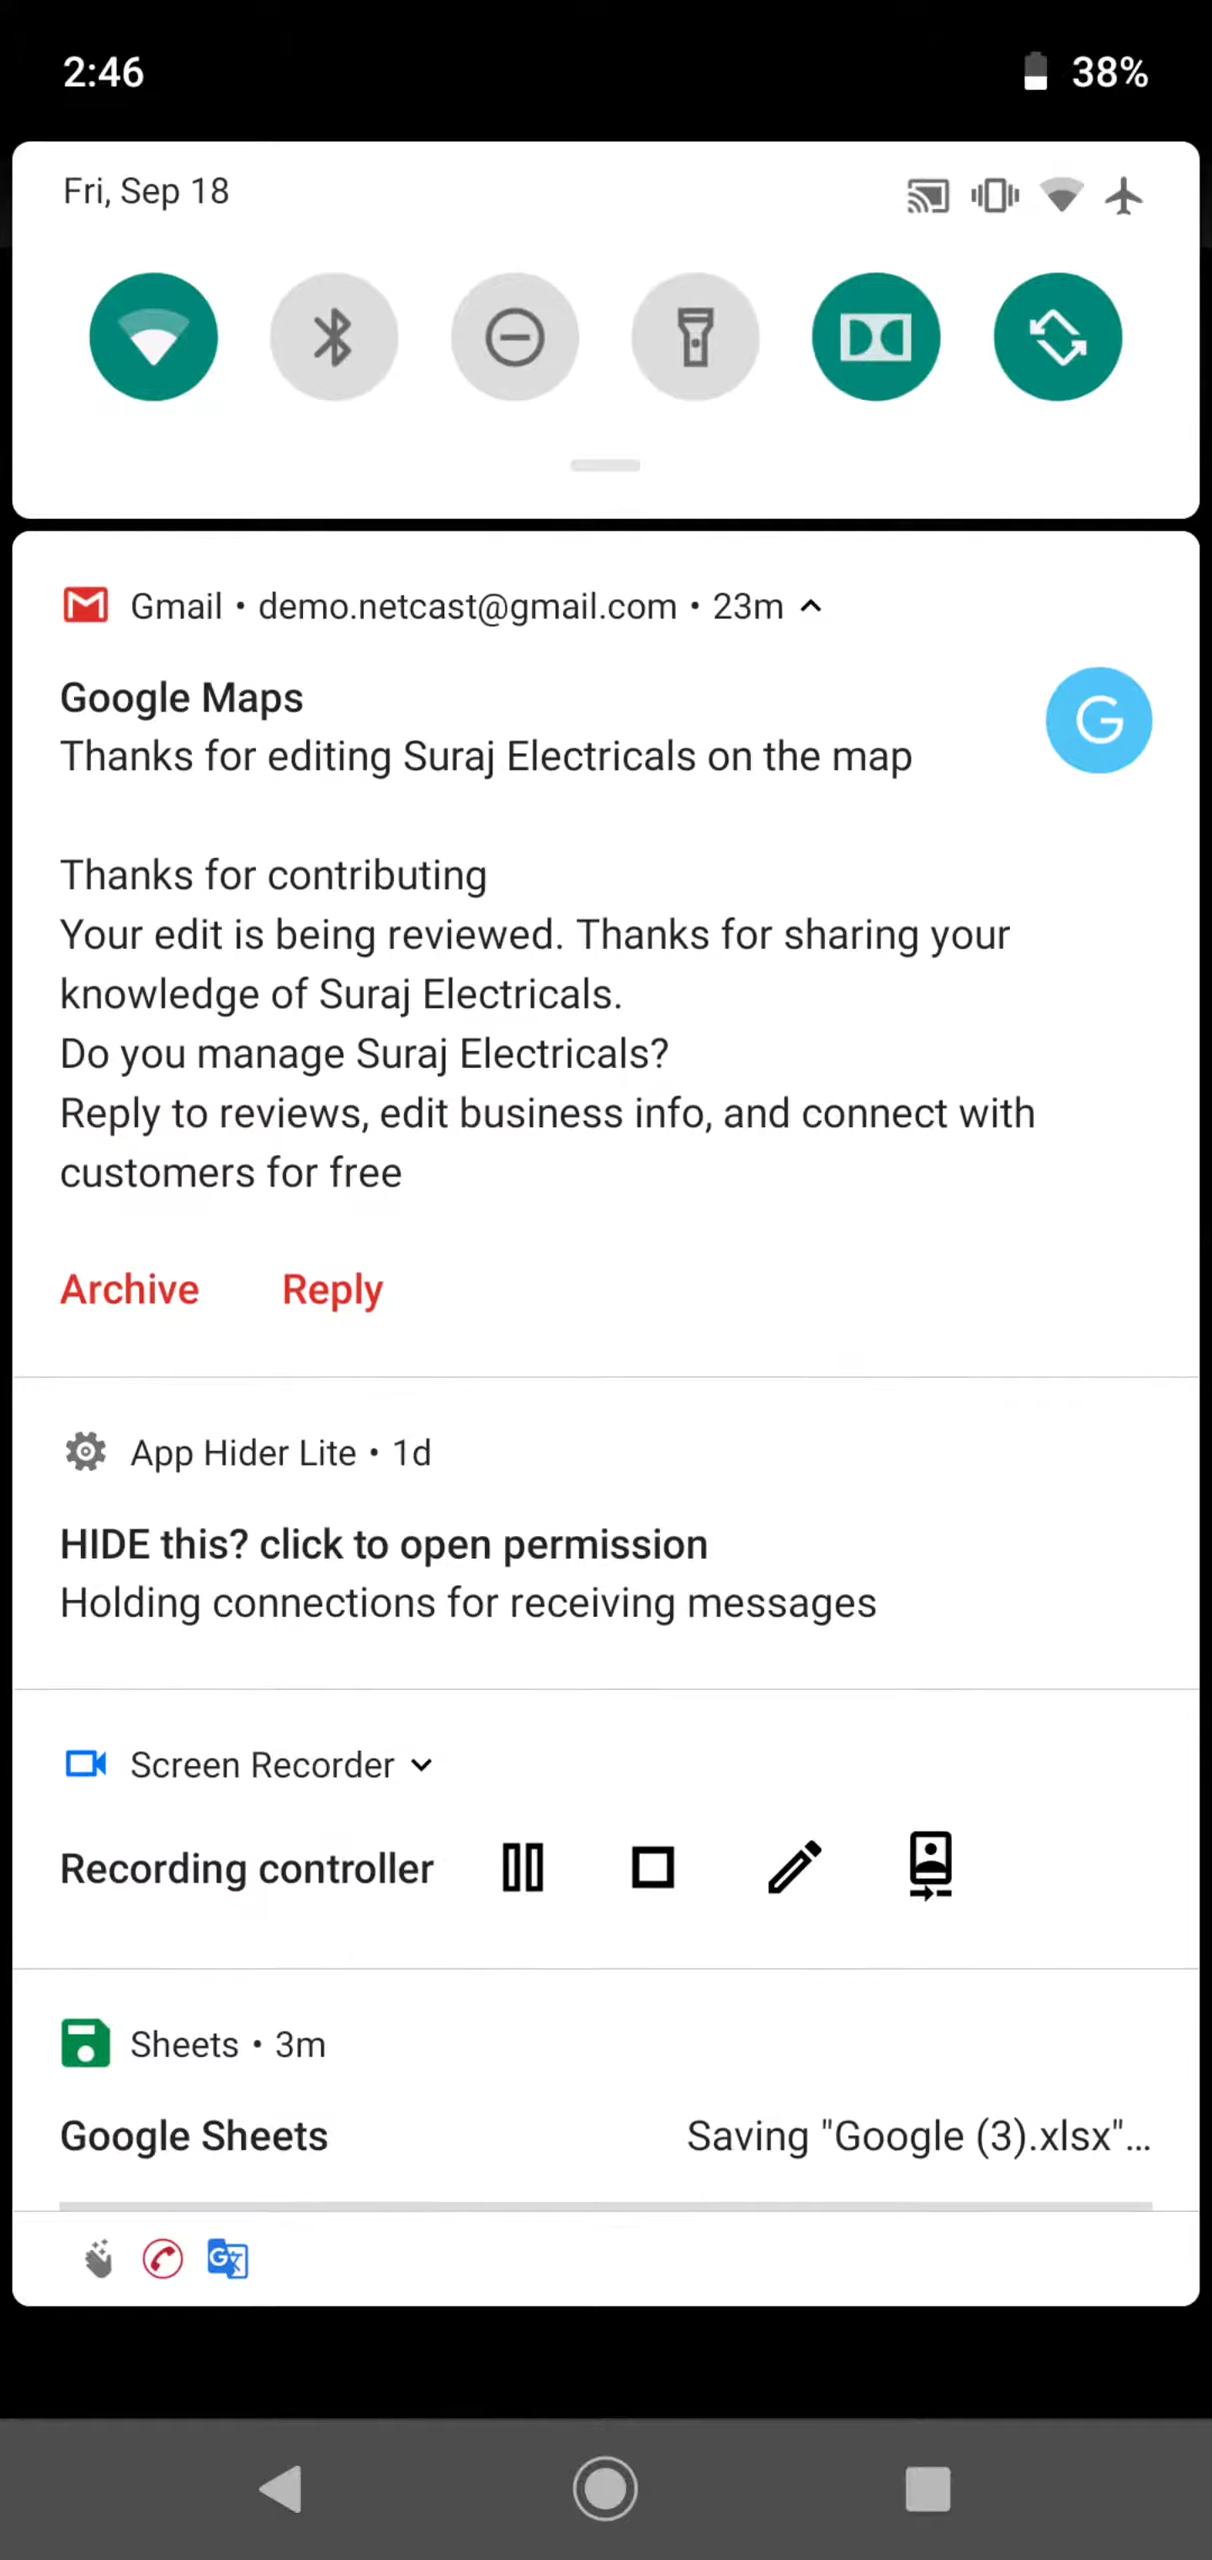 2:46
38%
Fri, Sep 18
Gmail • demo.netcast@gmail.com • 23m
Google Maps
Thanks for editing Suraj Electricals on the map
G
Thanks for contributing
Your edit is being reviewed. Thanks for sharing your
knowledge of Suraj Electricals.
Do you manage Suraj Electricals?
Reply to reviews, edit business info, and connect with
customers for free
Archive Reply
App Hider Lite • 1d
HIDE this? click to open permission
Holding connections for receiving messages
Screen Recorder
Recording controller
Sheets • 3m
Google Sheets
Saving "Google (3).xlsx"...